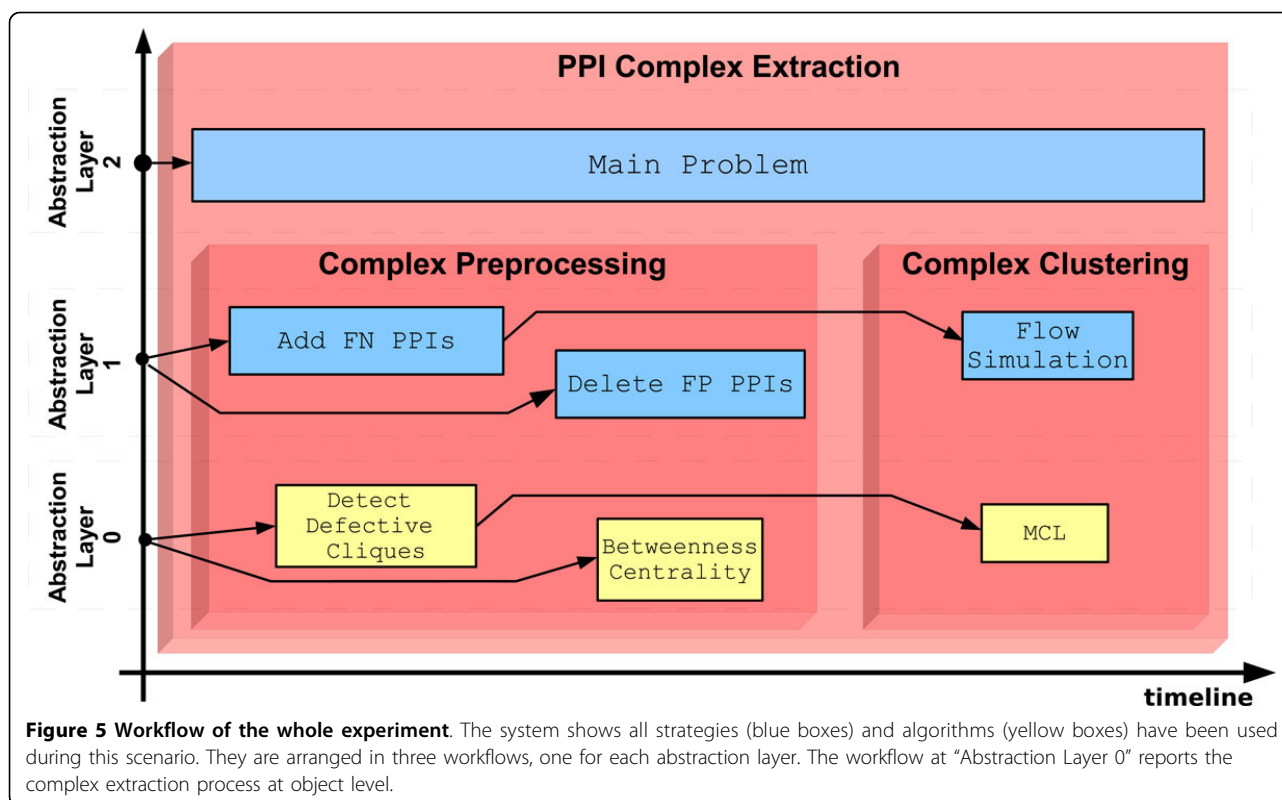 PPI Complex Extraction
Abstraction
Layer
2
Main Problem
Complex Preprocessing
Complex Clustering
Abstraction
Layer
1
Add FN PPIs
Delete FP PPIs
Flow
Simulation
Abstraction
Layer
0
Detect
Defective
Cliques
Betweenness
Centrality
MCL
timeline
Figure 5 Workflow of the whole experiment. The system shows all strategies (blue boxes) and algorithms (yellow boxes) have been used
during this scenario. They are arranged in three workflows, one for each abstraction layer. The workflow at “Abstraction Layer 0” reports the
complex extraction process at object level.